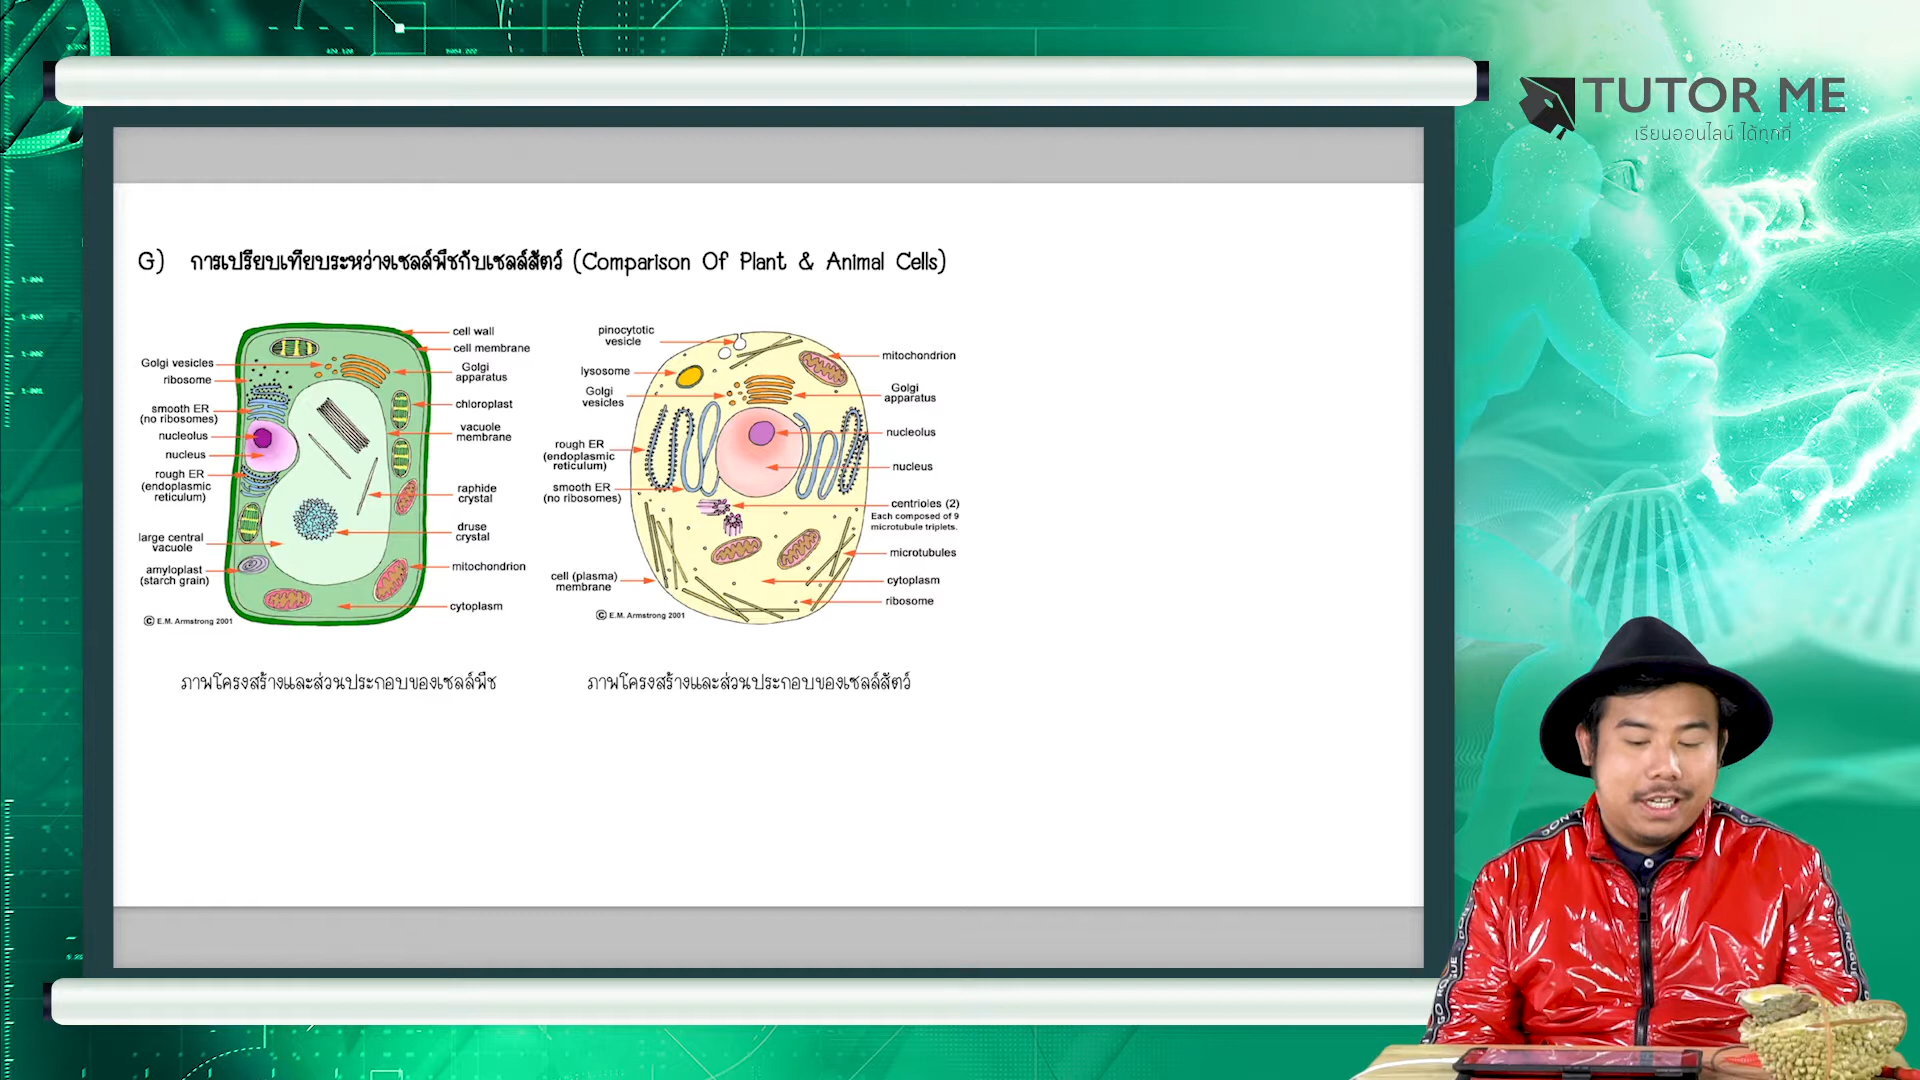 TUTOR ME
เรียนออนไลน์ ได้ทุกที่
G) การเปรียบเทียบระหว่างเซลล์พืชกับเซลล์สัตว์ (Comparison Of Plant & Animal Cells)
cell wall
cell membrane
Golgi vesicles
Golgi
apparatus
ribosome
chloroplast
smooth ER
(no ribosomes)
vacuole
membrane
nucleolus
nucleus
rough ER
(endoplasmic
reticulum)
raphide
crystal
druse
crystal
large central
vacuole
amyloplast
(starch grain)
mitochondrion
cytoplasm
© E.M. Armstrong 2001
pinocytotic
vesicle
mitochondrion
lysosome
Golgi
vesicles
Golgi
apparatus
nucleolus
rough ER
(endoplasmic
reticulum)
nucleus
smooth ER
(no ribosomes)
centrioles (2)
Each composed of 9
microtubule triplets.
microtubules
cell (plasma)
membrane
cytoplasm
ribosome
© E.M. Armstrong 2001
ภาพโครงสร้างและส่วนประกอบของเซลล์พืช
ภาพโครงสร้างและส่วนประกอบของเซลล์สัตว์